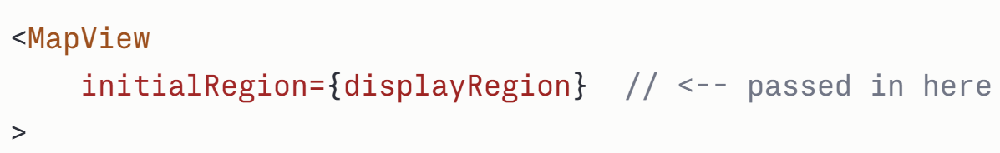 <MapView
    initialRegion={displayRegion}  // <-- passed in here
>